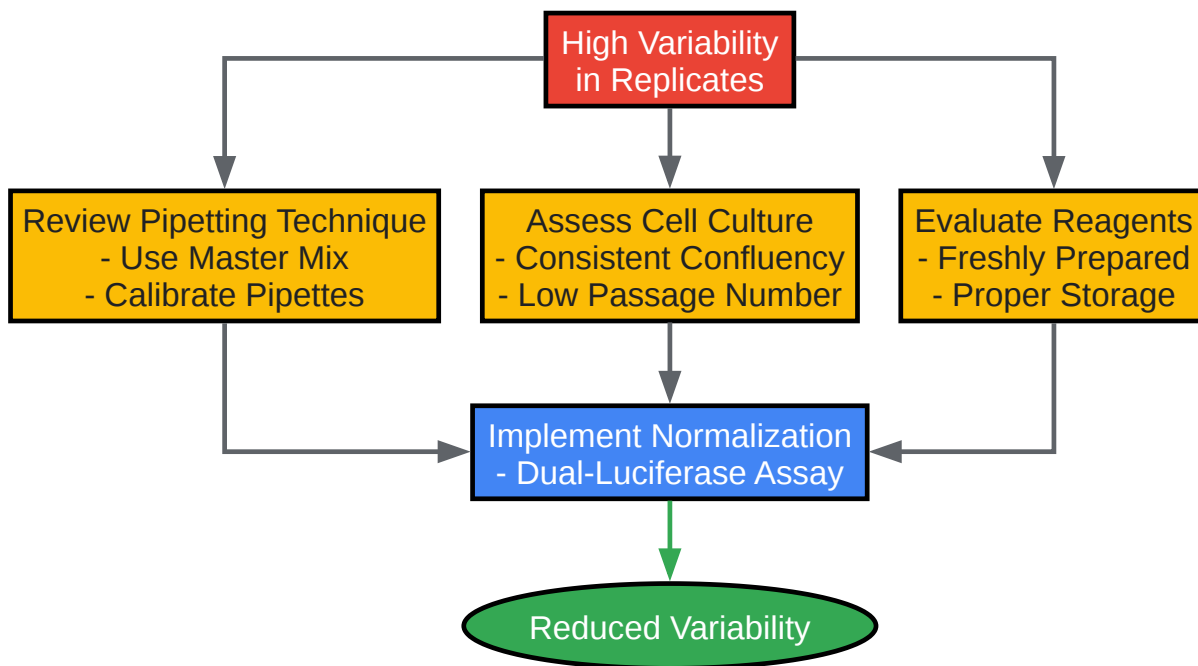 High Variability
in Replicates
Review Pipetting Technique
- Use Master Mix
- Calibrate Pipettes
Assess Cell Culture
- Consistent Confluency
- Low Passage Number
Evaluate Reagents
- Freshly Prepared
- Proper Storage
Implement Normalization
- Dual-Luciferase Assay
Reduced Variability